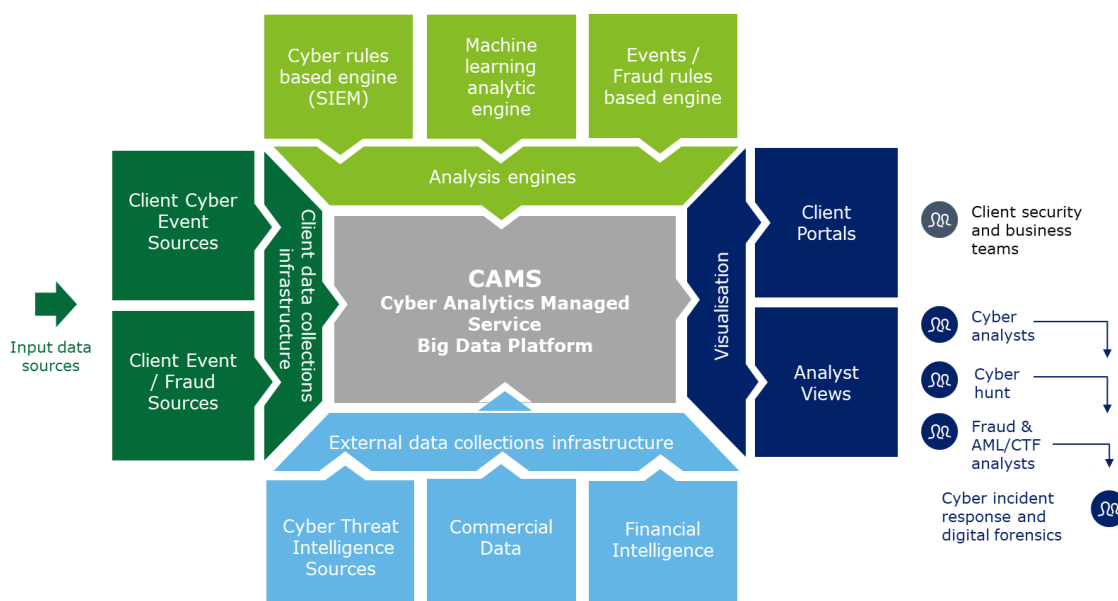 Cyber rules
based engine
(SIEM)
Machine
learning
analytic
engine
Events /
Fraud rules
based engine
Analysis engines
Client Cyber
Event
Sources
Client Event
/ Fraud
Sources
Input data
sources
Client data collections
infrastructure
CAMS
Cyber Analytics Managed
Service
Big Data Platform
Visualisation
Client
Portals
Analyst
Views
Client security
and business
teams
Cyber
analysts
Cyber
hunt
Fraud &
AML/CTF
analysts
Cyber incident
response and
digital forensics
External data collections infrastructure
Cyber Threat
Intelligence
Sources
Commercial
Data
Financial
Intelligence